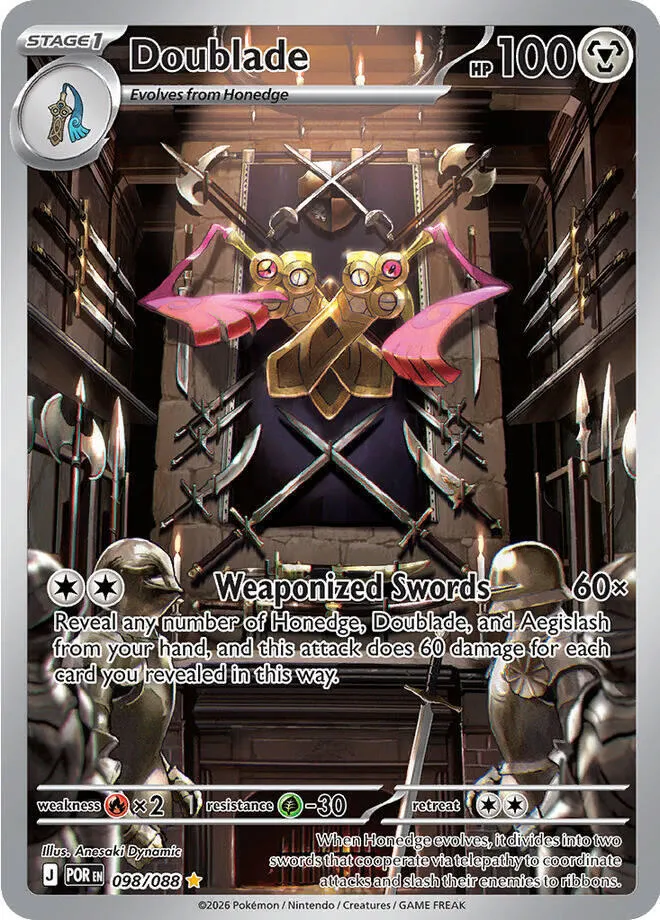 STAGE1
Doublade
HP 100
Evolves from Honedge
Weaponized Swords 60×
Reveal any number of Honedge, Doublade, and Aegislash
from your hand, and this attack does 60 damage for each
card you revealed in this way.
weakness ×2 resistance -30 retreat
Illus. Anesaki Dynamic
When Honedge evolves, it divides into two
swords that cooperate via telepathy to coordinate
attacks and slash their enemies to ribbons.
J POR EN 098/088
©2026 Pokémon / Nintendo / Creatures / GAME FREAK